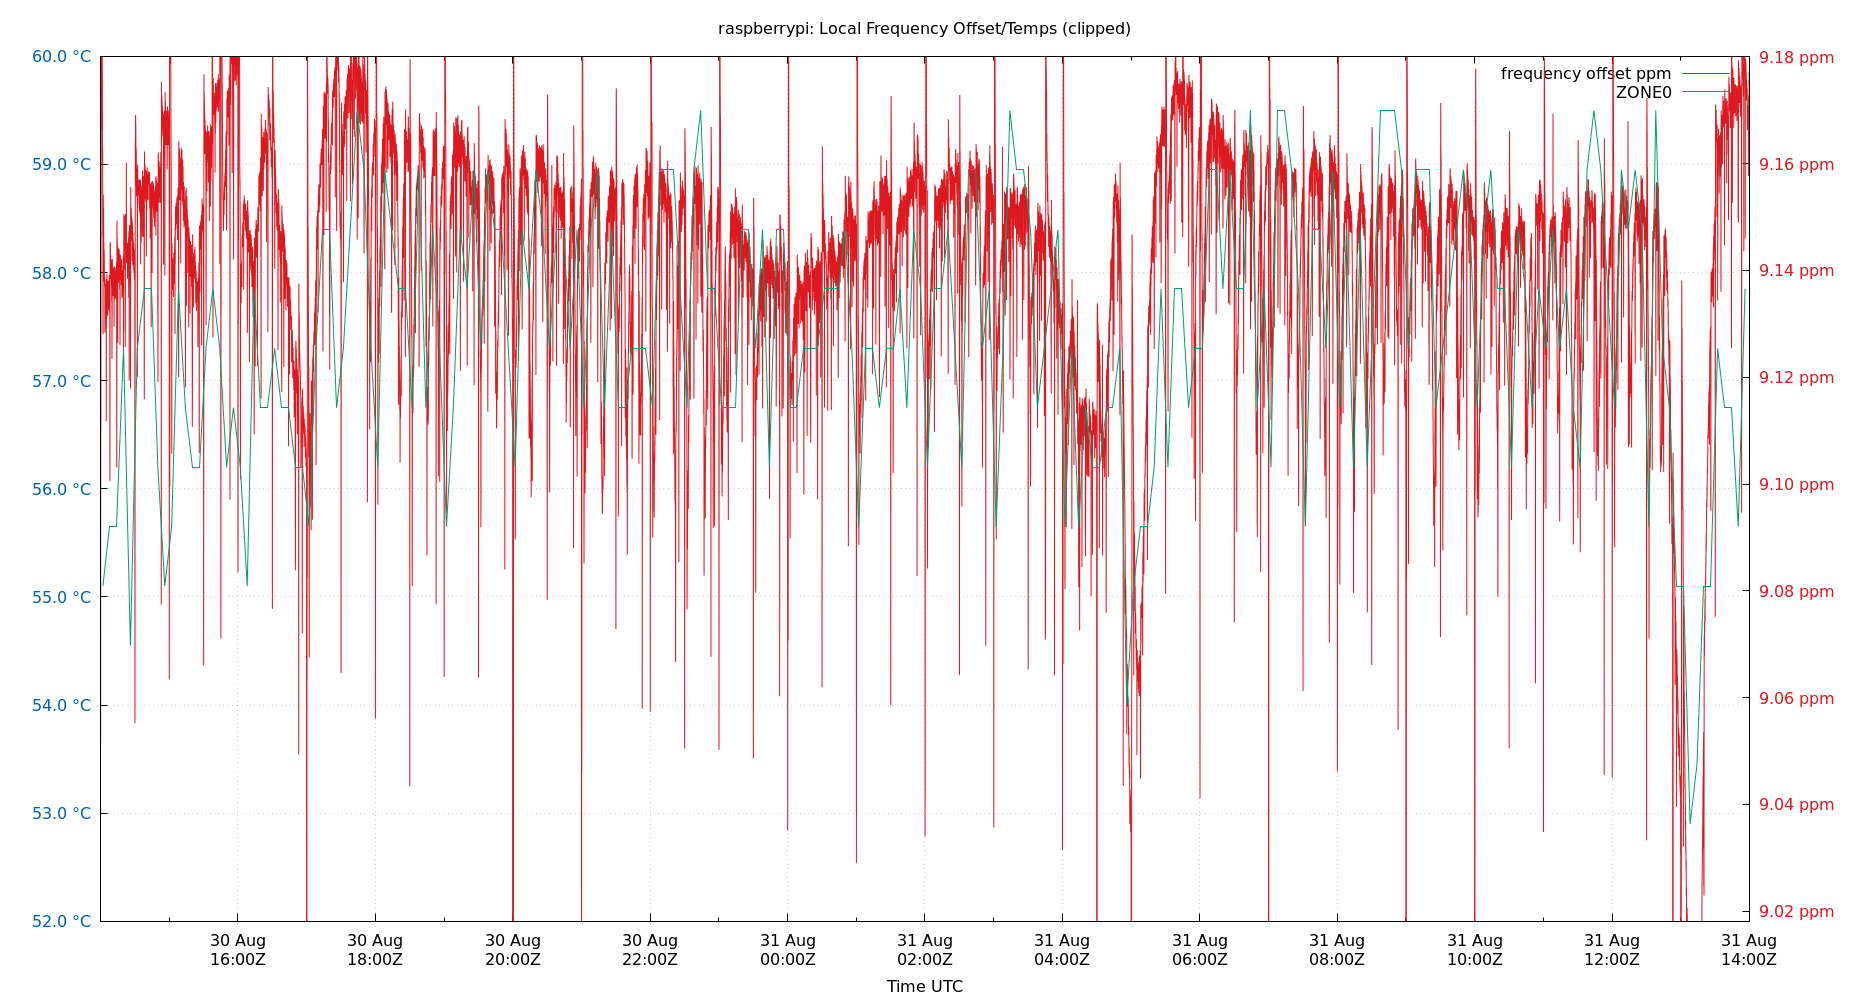 raspberrypi: Local Frequency Offset/Temps (clipped)
60.0 °C
59.0 °C
58.0 °C
57.0 °C
56.0 °C
55.0 °C
54.0 °C
53.0 °C
52.0 °C
9.18 ppm
9.16 ppm
9.14 ppm
9.12 ppm
9.10 ppm
9.08 ppm
9.06 ppm
9.04 ppm
9.02 ppm
frequency offset ppm
ZONE0
30 Aug 30 Aug 30 Aug 30 Aug 31 Aug 31 Aug 31 Aug 31 Aug 31 Aug 31 Aug 31 Aug 31 Aug
16:00Z 18:00Z 20:00Z 22:00Z 00:00Z 02:00Z 04:00Z 06:00Z 08:00Z 10:00Z 12:00Z 14:00Z
Time UTC